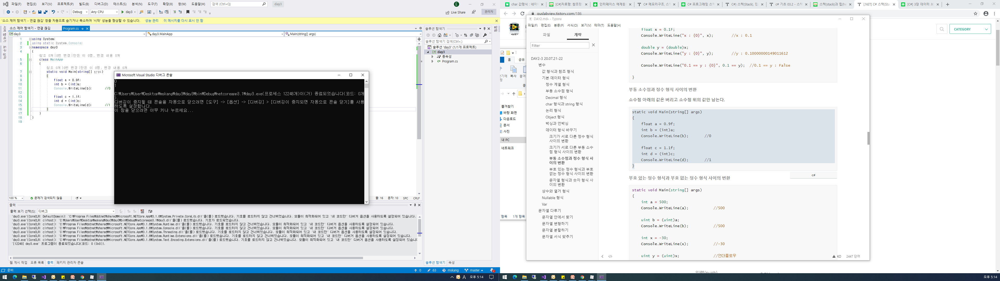 파일(F) 편집(E) 보기(V) 프로젝트(P) 빌드(B) 디버그(D) 테스트(S) 분석(N) 도구(T) 확장(X) 창(W) 도움말(H) 검색 (Ctrl+Q) day3
Debug Any CPU day3 Live Share 관리자
'소스 제어 탐색기 - 연결 끊김' 창을 자동으로 숨기거나 축소하여 '시작' 성능을 향상할 수 있습니다. 성능 관리 이 메시지를 다시 표시 안 함
소스 제어 탐색기 - 연결 끊김 Program.cs
day3 day3.MainApp Main(string[] args)
1 using System;
2 using static System.Console;
3 namespace day3
4 {
참조 0개|0번 변경|만든 이 0명, 변경 내용 0개
5 class MainApp
6 {
참조 0개|0번 변경|만든 이 0명, 변경 내용 0개
7 static void Main(string[] args)
8 {
9 float a = 0.9f;
10 int b = (int)a;
11 Console.WriteLine(b); //0
12
13 float c = 1.1f;
14 int d = (int)c;
15 Console.WriteLine(d); //1
16 }
17 }
18 }
19
Microsoft Visual Studio 디버그 콘솔
0
1
C:₩Users₩User₩Desktop₩mskang₩day3₩day3₩bin₩Debug₩netcoreapp3.1₩day3.exe(프로세스 12248개)이(가) 종료되었습니다(코드: 0개
).
디버깅이 중지될 때 콘솔을 자동으로 닫으려면 [도구] -> [옵션] -> [디버깅] > [디버깅이 중지되면 자동으로 콘솔 닫기]를 사용
하도록 설정합니다.
이 창을 닫으려면 아무 키나 누르세요...
100 % 문제가 검색되지 않음 줄: 16 문자: 10 SPC CRLF
출력
출력 보기 선택(S): 디버그
'day3.exe'(CoreCLR: DefaultDomain): 'C:₩Program Files₩dotnet₩shared₩Microsoft.NETCore.App₩3.1.6₩System.Private.CoreLib.dll'을(를) 로드했습니다. 기호를 로드하지 않고 건너뛰었습니다. 모듈이 최적화되어 있고 '내 코드만' 디버거 옵션을 사용하도록 설정되어 있습니다.
'day3.exe'(CoreCLR: clrhost): 'C:₩Users₩User₩Desktop₩mskang₩day3₩day3₩bin₩Debug₩netcoreapp3.1₩day3.dll'을(를) 로드했습니다. 기호가 로드되었습니다.
'day3.exe'(CoreCLR: clrhost): 'C:₩Program Files₩dotnet₩shared₩Microsoft.NETCore.App₩3.1.6₩System.Runtime.dll'을(를) 로드했습니다. 기호를 로드하지 않고 건너뛰었습니다. 모듈이 최적화되어 있고 '내 코드만' 디버거 옵션을 사용하도록 설정되어 있습니다.
'day3.exe'(CoreCLR: clrhost): 'C:₩Program Files₩dotnet₩shared₩Microsoft.NETCore.App₩3.1.6₩System.Console.dll'을(를) 로드했습니다. 기호를 로드하지 않고 건너뛰었습니다. 모듈이 최적화되어 있고 '내 코드만' 디버거 옵션을 사용하도록 설정되어 있습니다.
'day3.exe'(CoreCLR: clrhost): 'C:₩Program Files₩dotnet₩shared₩Microsoft.NETCore.App₩3.1.6₩System.Threading.dll'을(를) 로드했습니다. 기호를 로드하지 않고 건너뛰었습니다. 모듈이 최적화되어 있고 '내 코드만' 디버거 옵션을 사용하도록 설정되어 있습니다.
'day3.exe'(CoreCLR: clrhost): 'C:₩Program Files₩dotnet₩shared₩Microsoft.NETCore.App₩3.1.6₩System.Runtime.Extensions.dll'을(를) 로드했습니다. 기호를 로드하지 않고 건너뛰었습니다. 모듈이 최적화되어 있고 '내 코드만' 디버거 옵션을 사용하도록 설정되어 있습니다.
'day3.exe'(CoreCLR: clrhost): 'C:₩Program Files₩dotnet₩shared₩Microsoft.NETCore.App₩3.1.6₩System.Text.Encoding.Extensions.dll'을(를) 로드했습니다. 기호를 로드하지 않고 건너뛰었습니다. 모듈이 최적화되어 있고 '내 코드만' 디버거 옵션을 사용하도록 설정되어 있습니다
'[12248] day3.exe' 프로그램이 종료되었습니다(코드: 0 (0x0)).
웹 게시 작업 오류 목록 출력 패키지 관리자 콘솔
솔루션 탐색기
솔루션 탐색기 검색(Ctrl+;)
솔루션 'day3' (1/1개 프로젝트)
day3
종속성
Program.cs
솔루션 탐색기 속성
서버 탐색기
도구 상자
알림
준비 0 63 mskang master 2
A 오후 5:14
char 값형식 : 네이 [C#]자료형: 참조형 인터페이스 예제들 C# 메모리구조, 스 C# 프로그래밍 스택 C#) 스택(Stack), 힙 c# 기초 03.2 - 스택 스택(stack)과 힙(he [.NET] C# 스택(Sta [C#] 3장 데이터 보
guslabview.tistory.com/186
CATEGORY
홈 공유
복사
즐겨찾기
바탕 화면
다운로드
문서
사진
내 PC
네트워크
항목 1개 항목
DAY2.md• - Typora
파일(F) 편집(E) 본문(P) 서식(O) 보기(V) 테마(T) 도움말(H)
파일 개략
Filter
DAY2-3 20.07.21-22
변수
값 형식과 참조 형식
기본 데이터 형식
정수 계열 형식
부동 소수점 형식
Decimal 형식
char 형식과 string 형식
논리 형식
Object 형식
박싱과 언박싱
데이터 형식 바꾸기
크기가 서로 다른 정수 형식
사이의 변환
크기가 서로 다른 부동 소수
점 형식 사이의 변환
부동 소수점과 정수 형식 사
이의 변환
부호 있는 정수 형식과 부호
없는 정수 형식 사이의 변환
문자열 형식과 숫자 형식 사
이의 변환
상수와 열거 형식
Nullable 형식
Var
문자열 다루기
문자열 안에서 찾기
문자열 변형하기
문자열 분할하기
문자열 서식 맞추기
float x = 0.1f;
Console.WriteLine("x : {0}", x); //x : 0.1
double y = (double)x;
Console.WriteLine("y : {0}", y); //y : 0.10000000149011612
Console.WriteLine("0.1 == y : {0}", 0.1 == y); //0.1 == y : False
}
부동 소수점과 정수 형식 사이의 변환
소수점 아래의 값은 버리고 소수점 위의 값만 남는다.
static void Main(string[] args)
{
float a = 0.9f;
int b = (int)a;
Console.WriteLine(b); //0
float c = 1.1f;
int d = (int)c;
Console.WriteLine(d); //1
}
c#
부호 있는 정수 형식과 부호 없는 정수 형식 사이의 변환
static void Main(string[] args)
{
int a = 500;
Console.WriteLine(a); //500
uint b = (uint)a;
Console.WriteLine(b); //500
int x = -30;
Console.WriteLine(x); //-30
uint y = (uint)x; //언더플로우
KO 2447 단어
오후 5:14